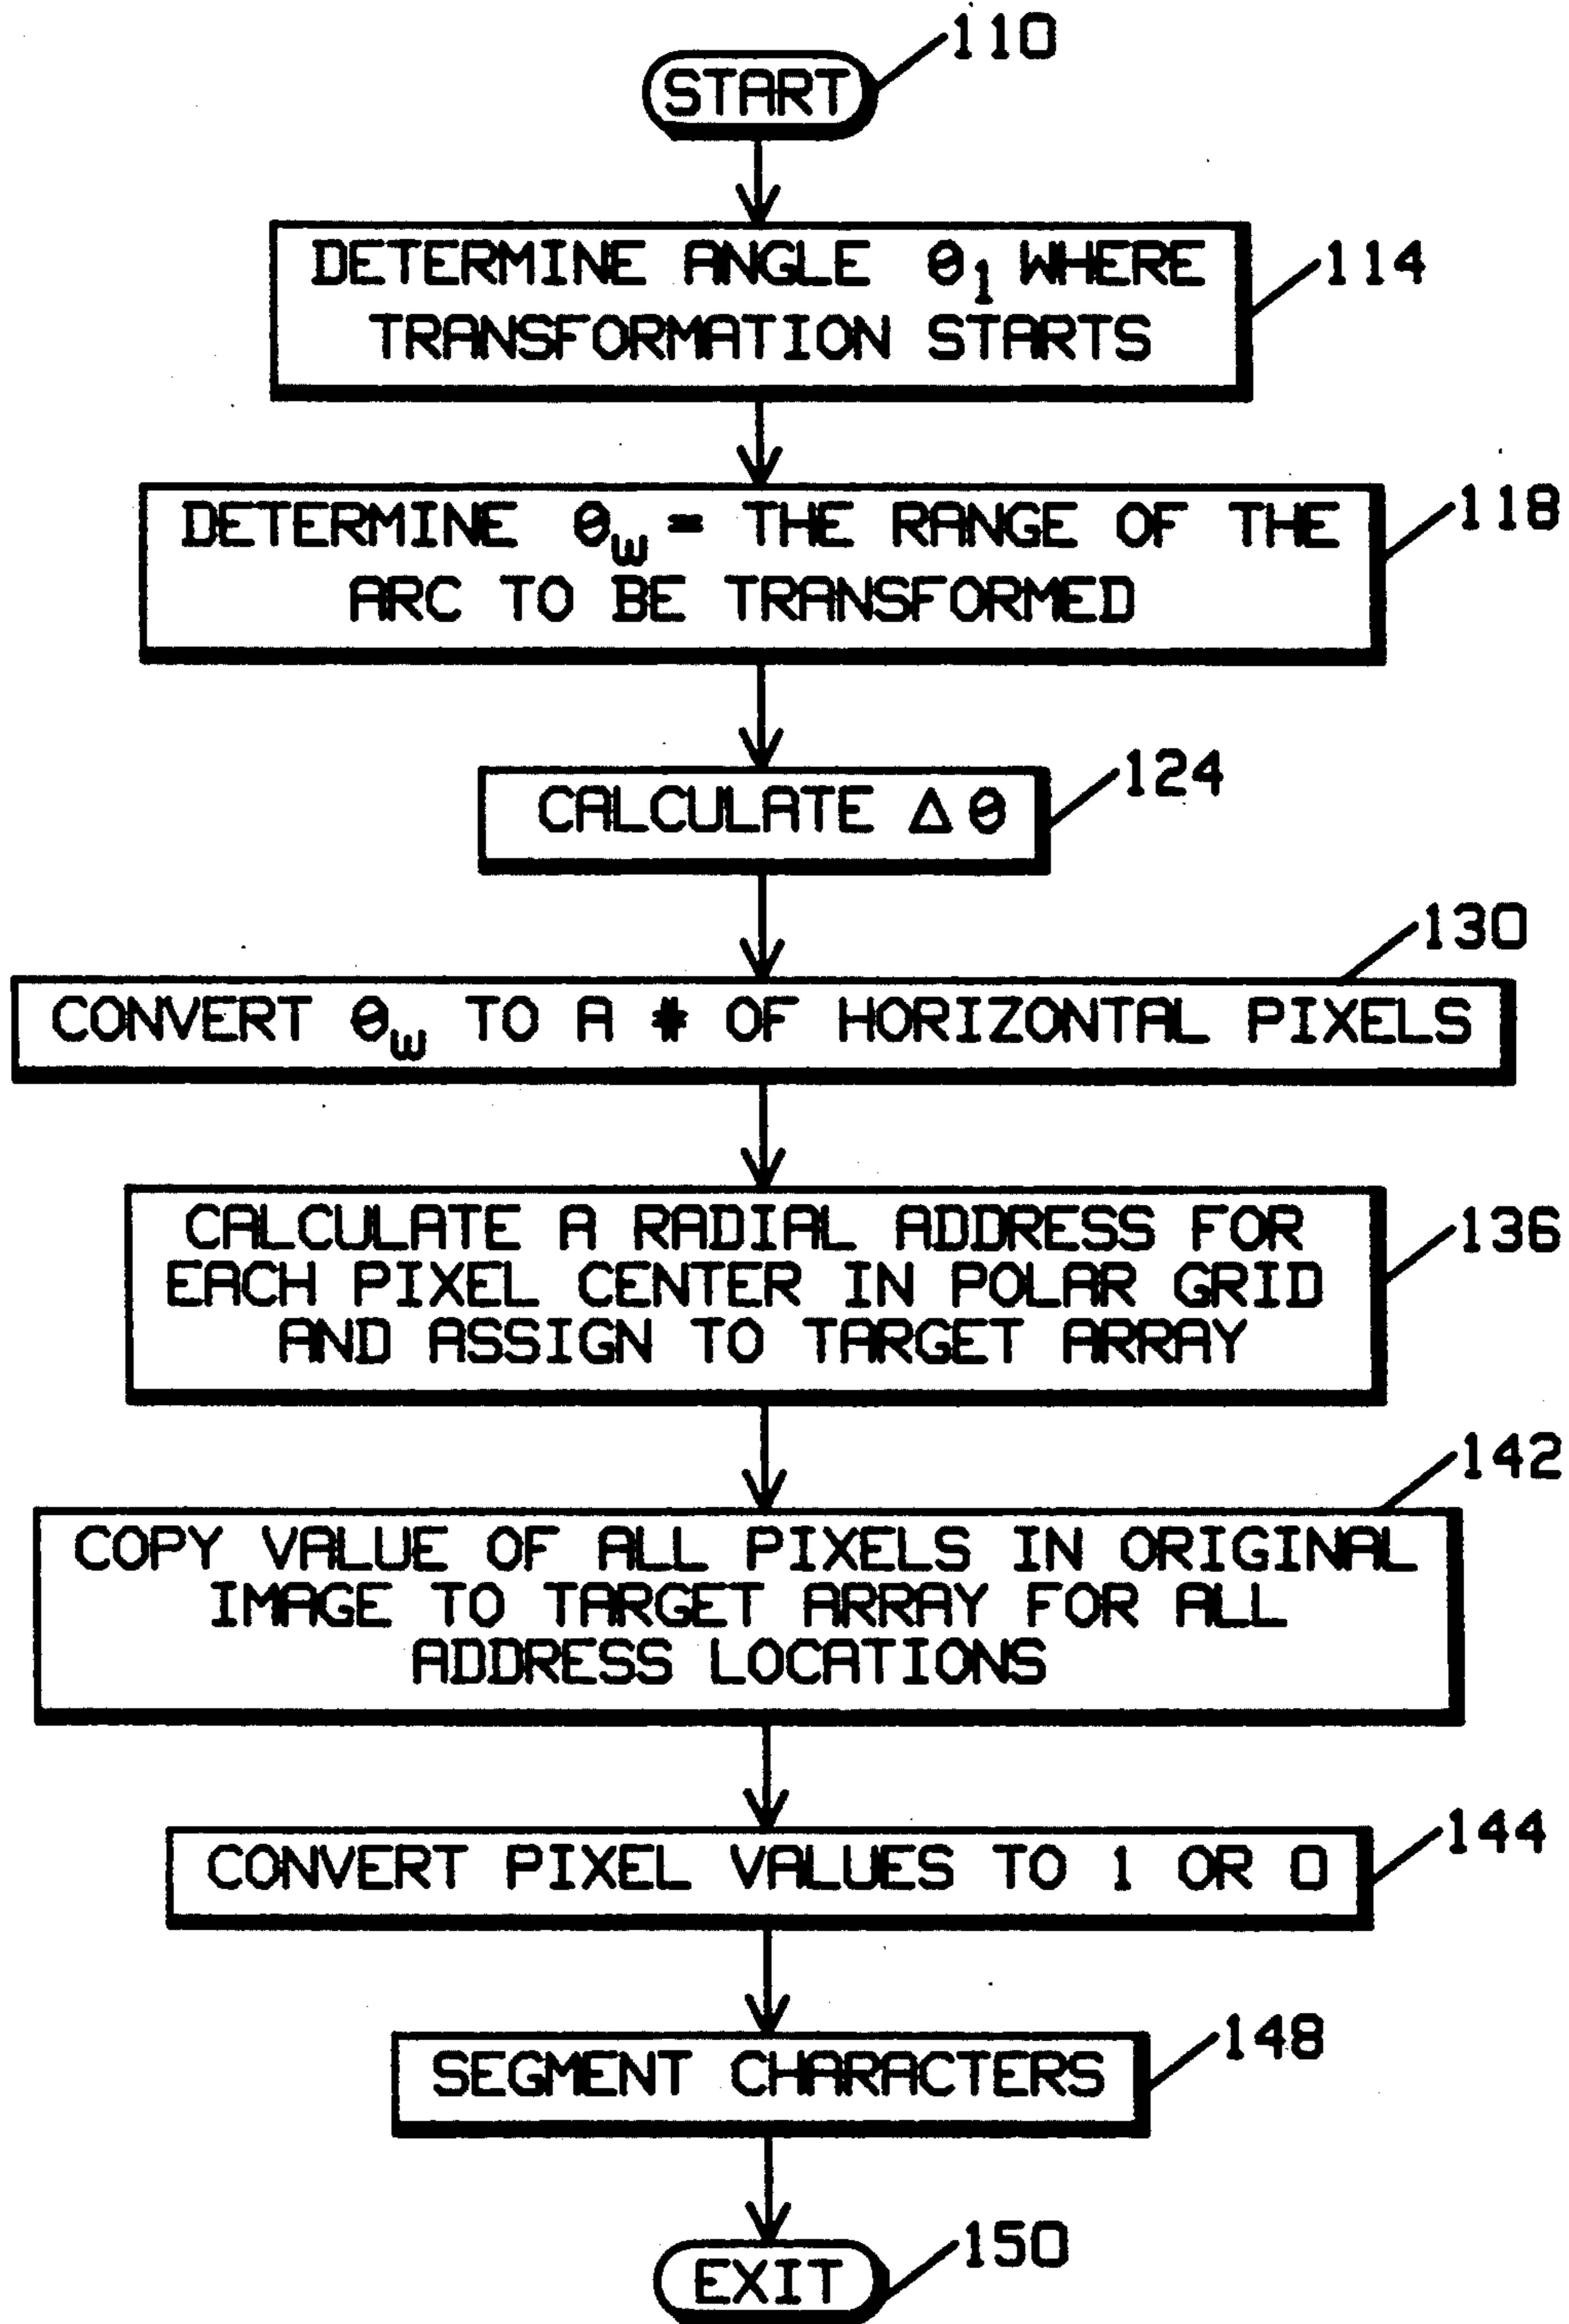 110
START
DETERMINE ANGLE θ₁ WHERE
TRANSFORMATION STARTS
114
DETERMINE θ_W = THE RANGE OF THE
ARC TO BE TRANSFORMED
118
CALCULATE Δθ
124
130
CONVERT θ_W TO A # OF HORIZONTAL PIXELS
CALCULATE A RADIAL ADDRESS FOR
EACH PIXEL CENTER IN POLAR GRID
AND ASSIGN TO TARGET ARRAY
136
142
COPY VALUE OF ALL PIXELS IN ORIGINAL
IMAGE TO TARGET ARRAY FOR ALL
ADDRESS LOCATIONS
CONVERT PIXEL VALUES TO 1 OR 0
144
SEGMENT CHARACTERS
148
EXIT
150